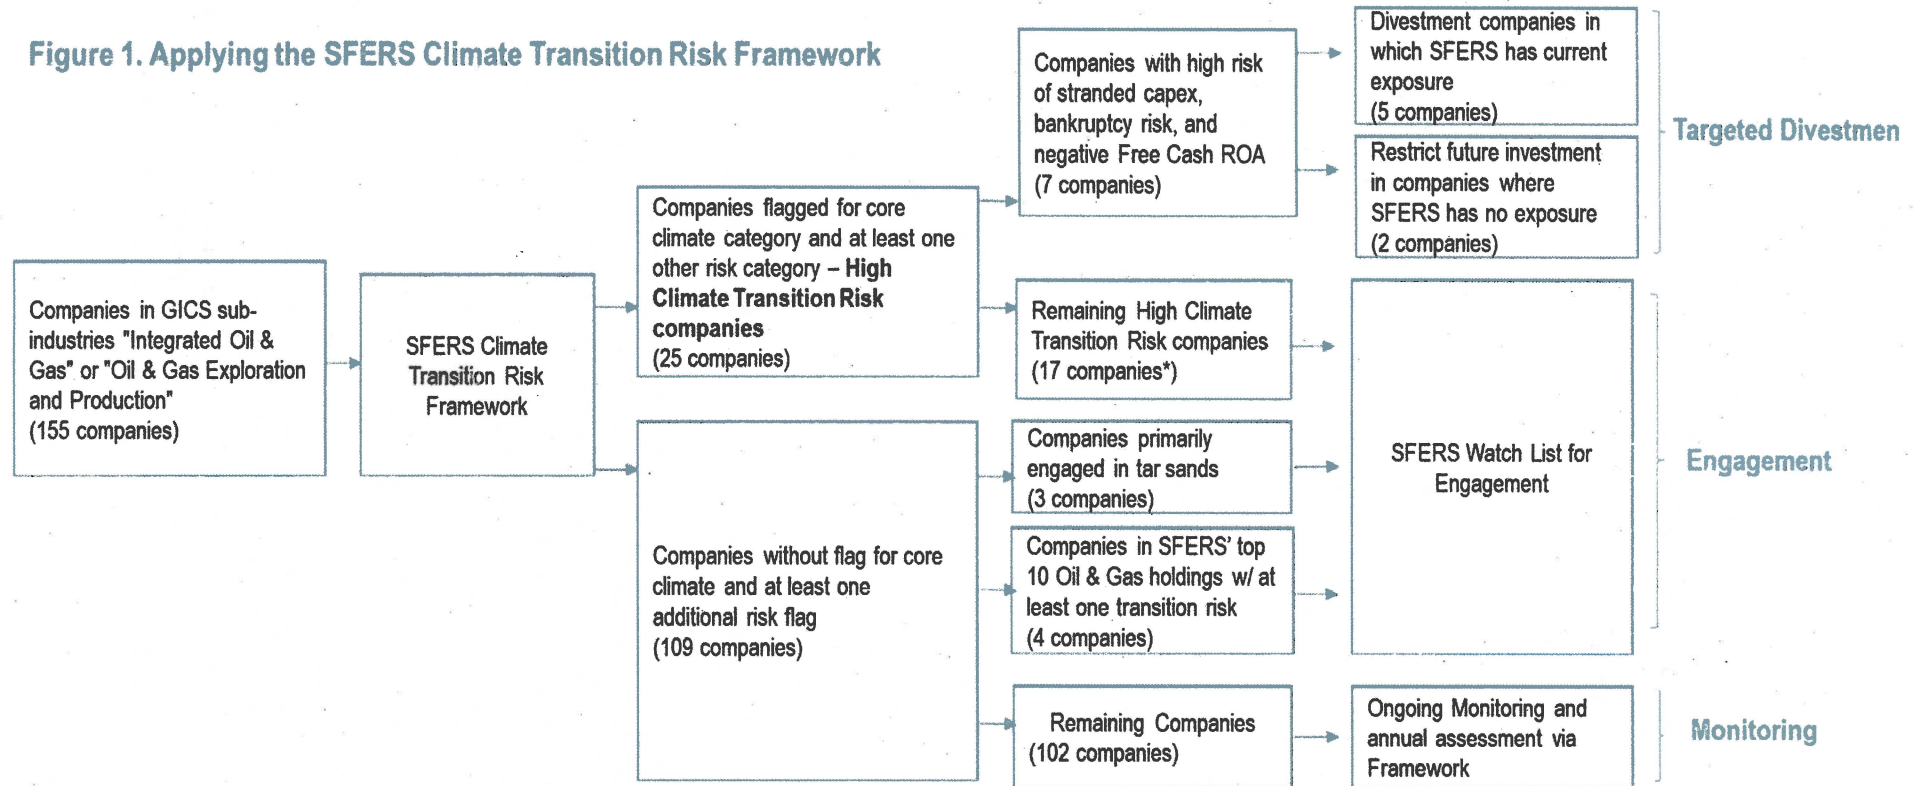 Figure 1. Applying the SFERS Climate Transition Risk Framework
Companies in GICS sub-
industries "Integrated Oil &
Gas" or "Oil & Gas Exploration
and Production"
(155 companies)
SFERS Climate
Transition Risk
Framework
Companies flagged for core
climate category and at least one
other risk category – High
Climate Transition Risk
companies
(25 companies)
Companies without flag for core
climate and at least one
additional risk flag
(109 companies)
Companies with high risk
of stranded capex,
bankruptcy risk, and
negative Free Cash ROA
(7 companies)
Remaining High Climate
Transition Risk companies
(17 companies*)
Companies primarily
engaged in tar sands
(3 companies)
Companies in SFERS' top
10 Oil & Gas holdings w/ at
least one transition risk
(4 companies)
Remaining Companies
(102 companies)
Divestment companies in
which SFERS has current
exposure
(5 companies)
Restrict future investment
in companies where
SFERS has no exposure
(2 companies)
SFERS Watch List for
Engagement
Ongoing Monitoring and
annual assessment via
Framework
Targeted Divestmen
Engagement
Monitoring